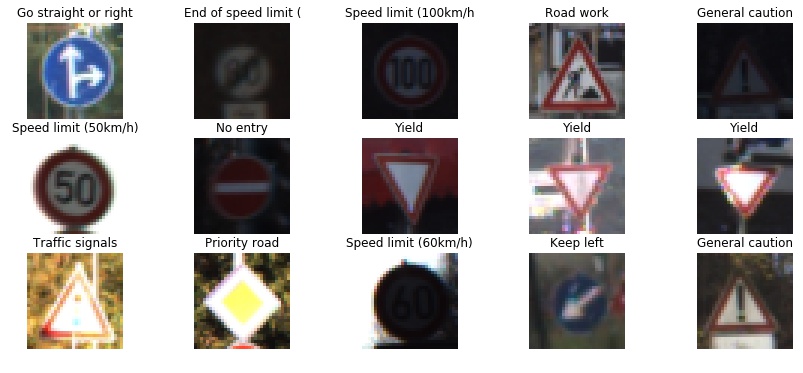 Go straight or right
End of speed limit (
Speed limit (100km/h
Road work
General caution
80
100
Speed limit (50km/h)
No entry
Yield
Yield
Yield
50
Traffic signals
Priority road
Speed limit (60km/h)
Keep left
General caution
60